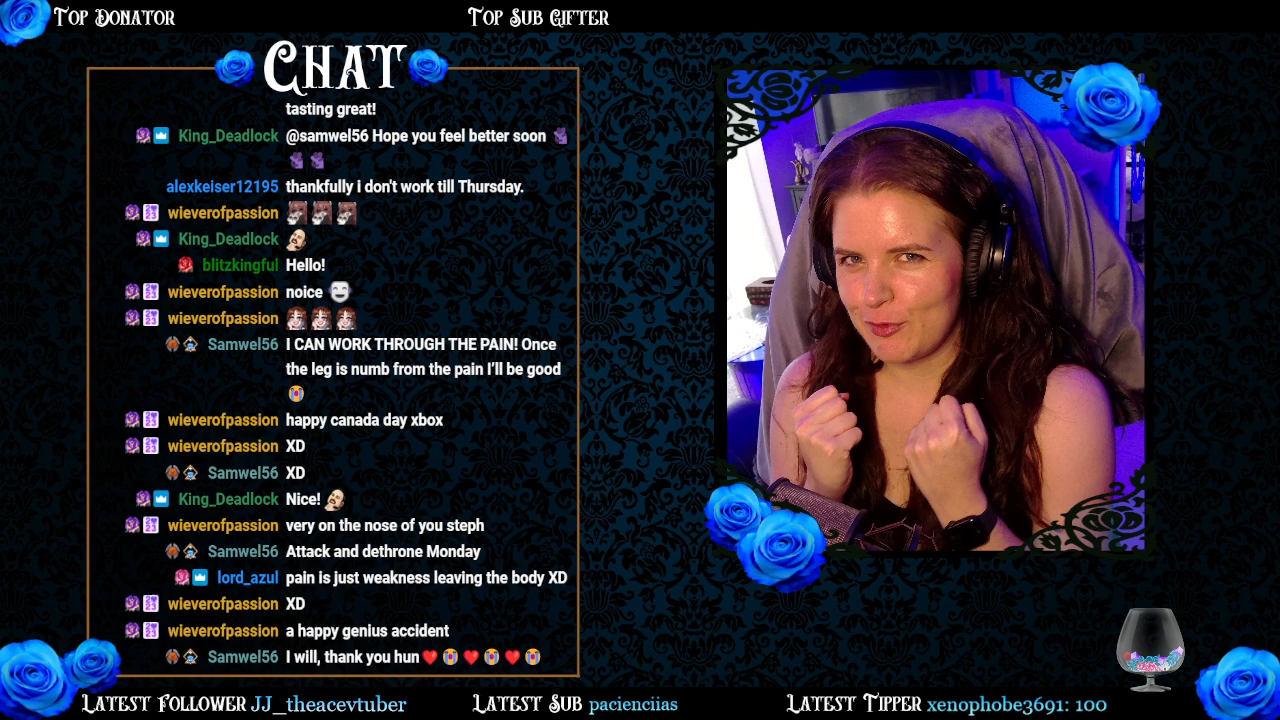 Top Donator
Top Sub Gifter
Chat
tasting great!
King_Deadlock @samwel56 Hope you feel better soon
alexkeiser12195 thankfully i don't work till Thursday.
wieverofpassion
King_Deadlock
blitzkingful Hello!
wieverofpassion noice
wieverofpassion
Samwel56 I CAN WORK THROUGH THE PAIN! Once
the leg is numb from the pain I'll be good
wieverofpassion happy canada day xbox
wieverofpassion XD
Samwel56 XD
King_Deadlock Nice!
wieverofpassion very on the nose of you steph
Samwel56 Attack and dethrone Monday
lord_azul pain is just weakness leaving the body XD
wieverofpassion XD
wieverofpassion a happy genius accident
Samwel56 I will, thank you hun
Latest Follower JJ_theacevtuber
Latest Sub pacienciias
Latest Tipper xenophobe3691: 100